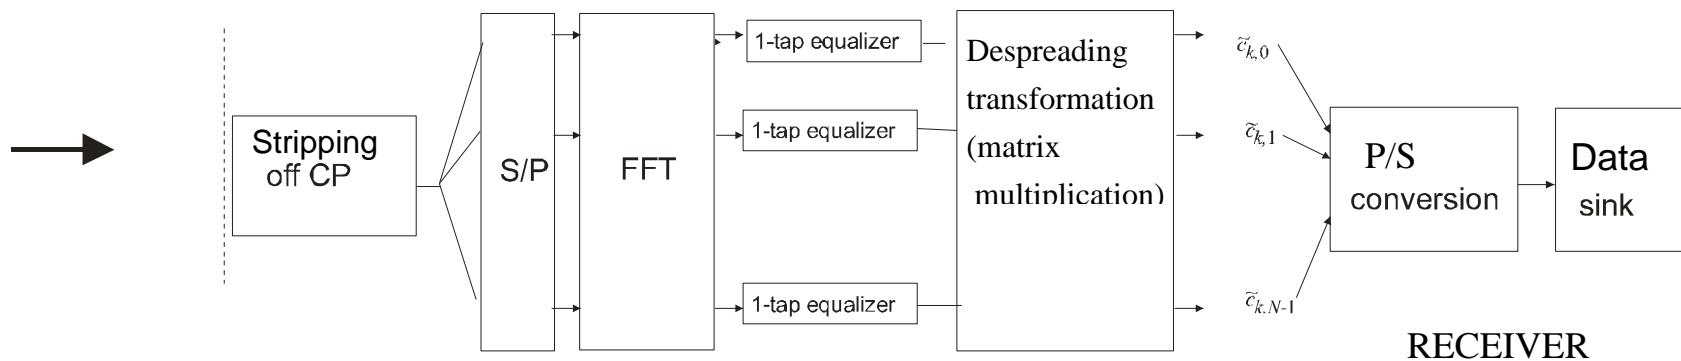 Stripping
off CP
S/P
FFT
1-tap equalizer
1-tap equalizer
1-tap equalizer
Despreading
transformation
(matrix
multiplication)
c̃k,0
c̃k,1
c̃k,N-1
P/S
conversion
Data
sink
RECEIVER